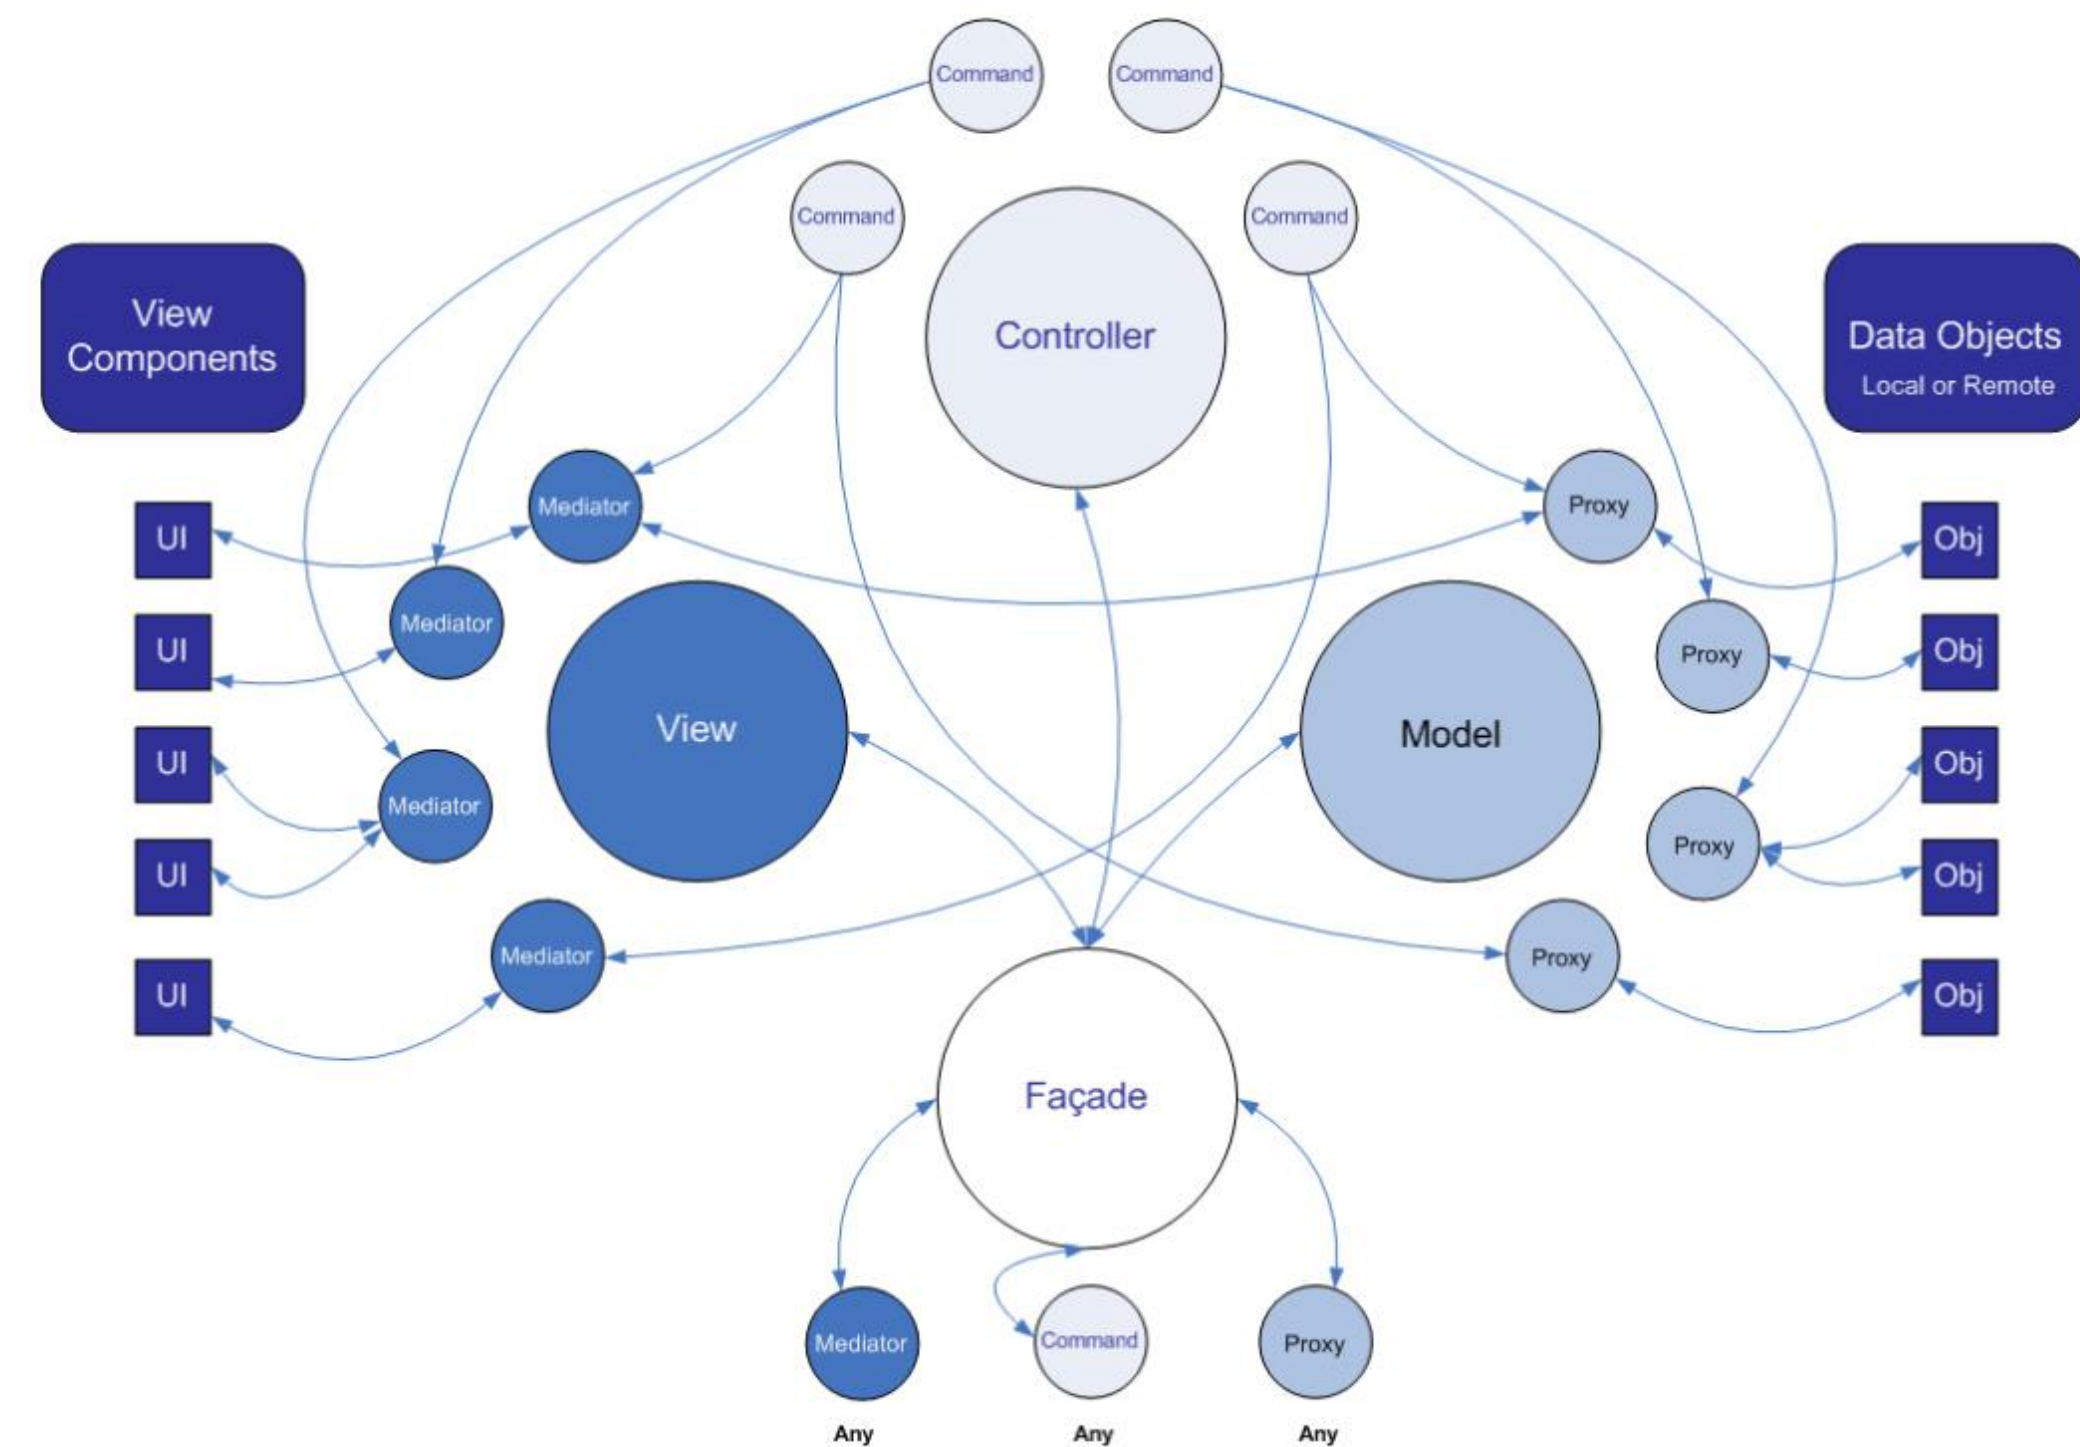 Command
Command
Command
Command
Controller
View
Components
Data Objects
Local or Remote
Mediator
Proxy
UI
Obj
Mediator
UI
Obj
Proxy
View
Model
UI
Obj
Mediator
Proxy
UI
Obj
Mediator
Proxy
UI
Obj
Façade
Mediator
Command
Proxy
Any
Any
Any